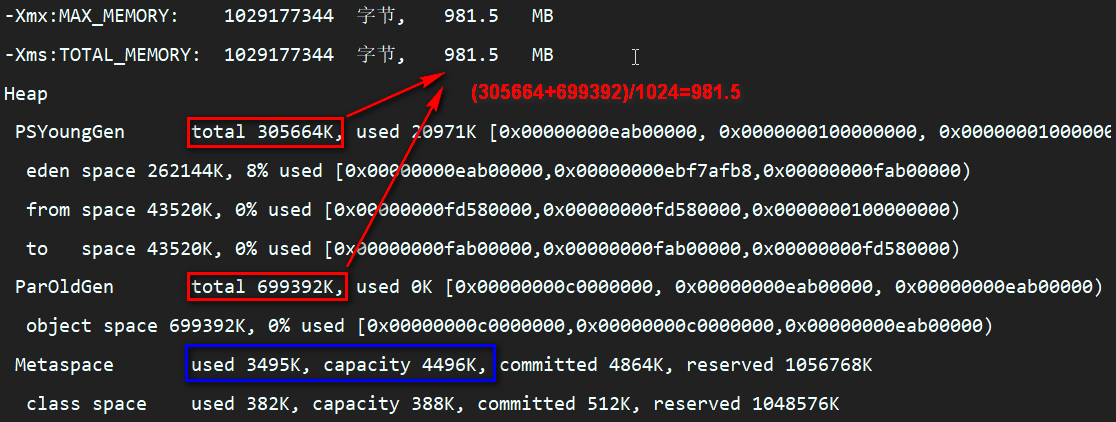 -Xmx:MAX_MEMORY: 1029177344 字节, 981.5 MB
-Xms:TOTAL_MEMORY: 1029177344 字节, 981.5 MB
(305664+699392)/1024=981.5
Heap
PSYoungGen total 305664K, used 20971K [0x00000000eab00000, 0x0000000100000000, 0x00000001000000
eden space 262144K, 8% used [0x00000000eab00000,0x00000000ebf7afb8,0x00000000fab00000)
from space 43520K, 0% used [0x00000000fd580000,0x00000000fd580000,0x0000000100000000)
to space 43520K, 0% used [0x00000000fab00000,0x00000000fab00000,0x00000000fd580000)
ParOldGen total 699392K, used 0K [0x00000000c0000000, 0x00000000eab00000, 0x00000000eab00000)
object space 699392K, 0% used [0x00000000c0000000,0x00000000c0000000,0x00000000eab00000)
Metaspace used 3495K, capacity 4496K, committed 4864K, reserved 1056768K
class space used 382K, capacity 388K, committed 512K, reserved 1048576K